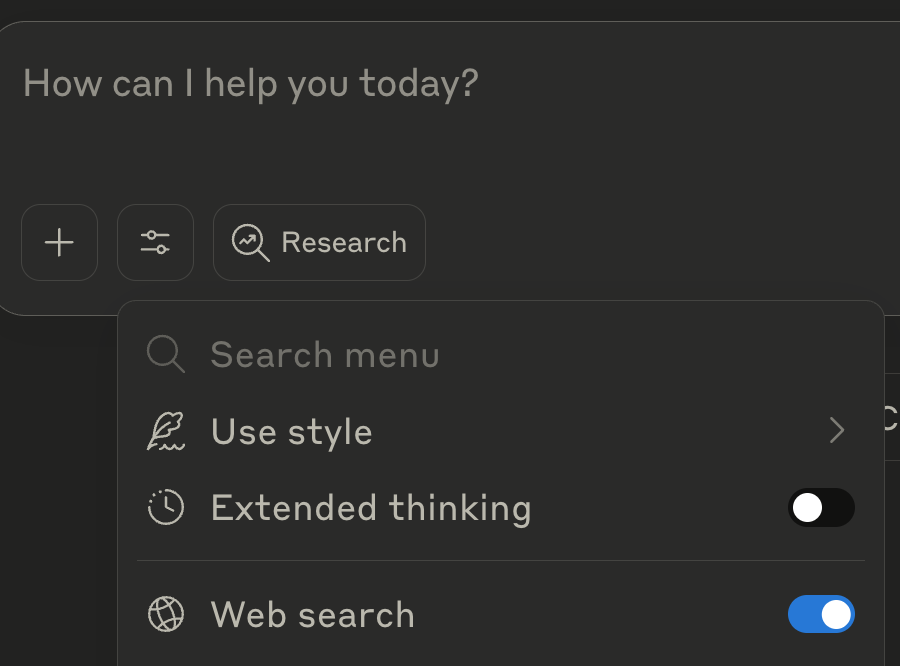 How can I help you today?
Research
Search menu
Use style
Extended thinking
Web search